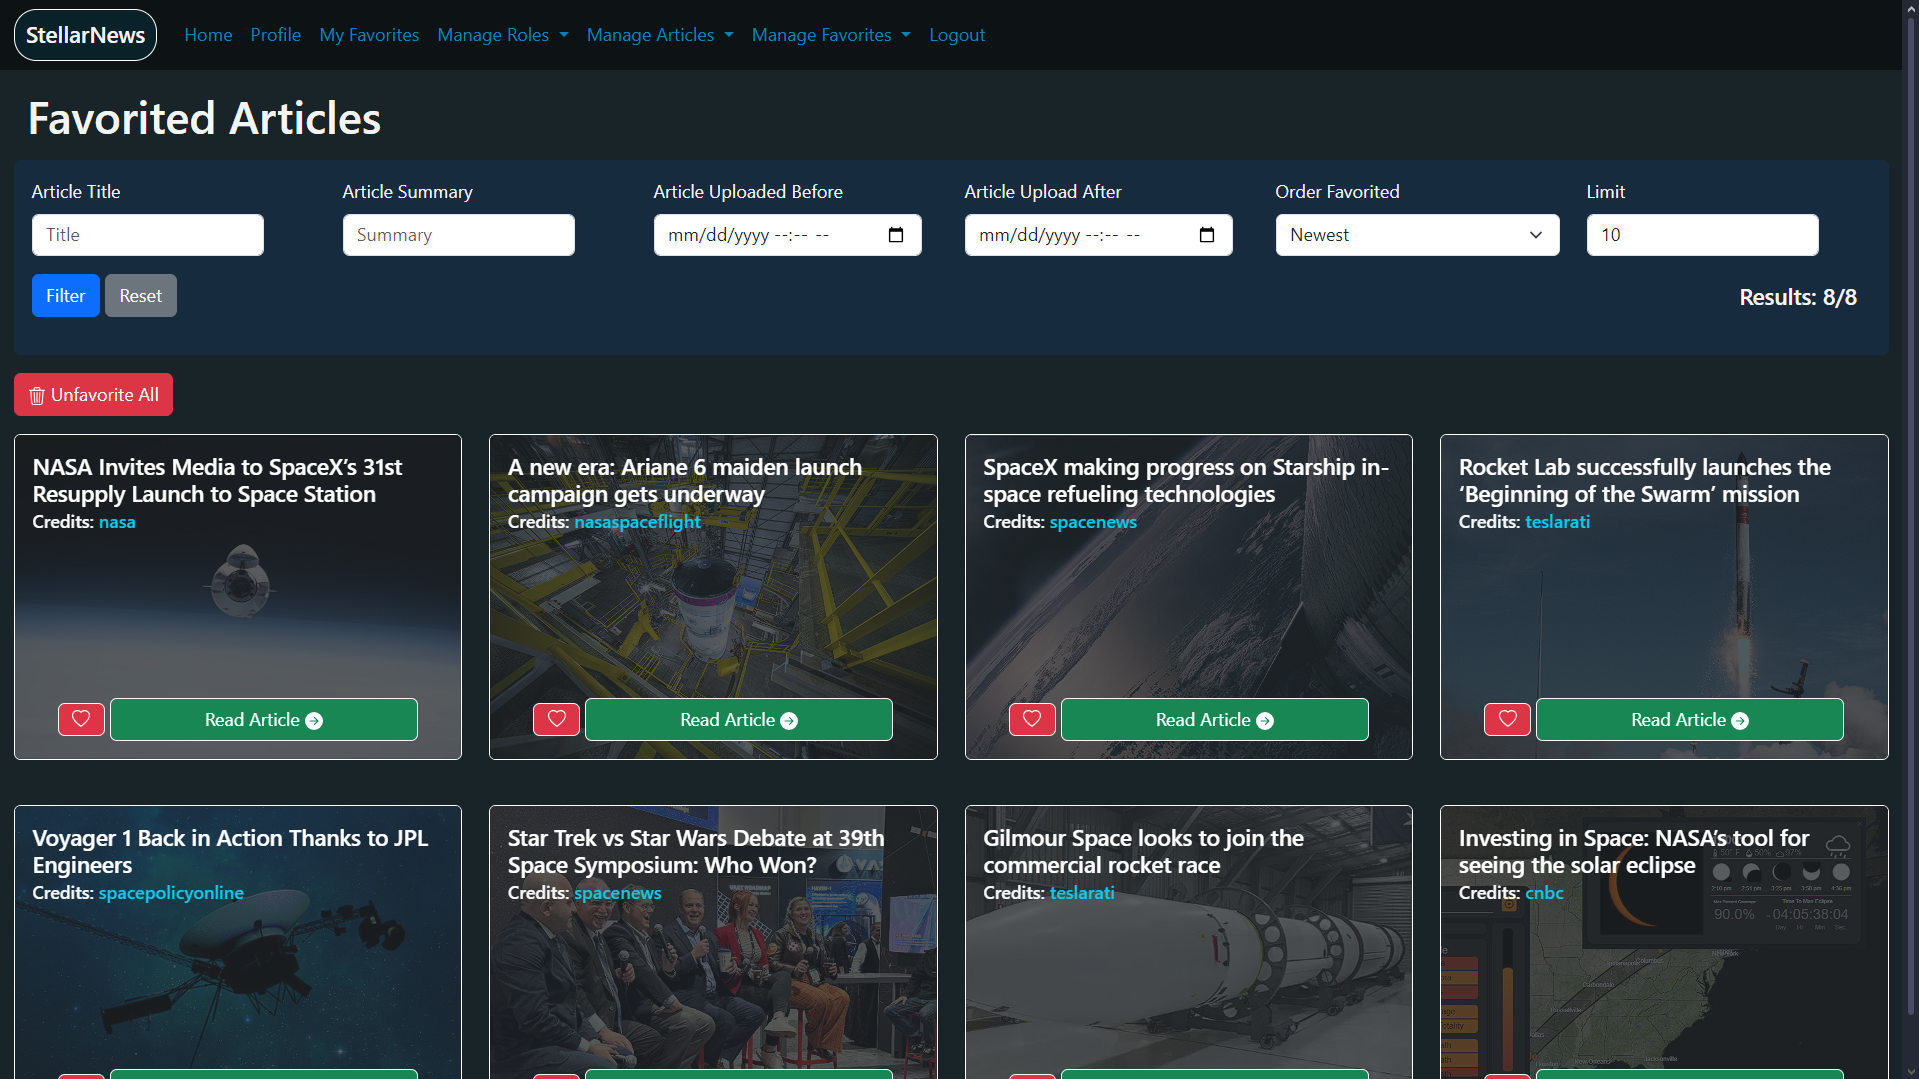 StellarNews Home Profile My Favorites Manage Roles Manage Articles Manage Favorites Logout
Favorited Articles
Article Title Article Summary Article Uploaded Before Article Upload After Order Favorited Limit
Title Summary mm/dd/yyyy --:-- -- mm/dd/yyyy --:-- -- Newest 10
Filter Reset Results: 8/8
Unfavorite All
NASA Invites Media to SpaceX’s 31st
Resupply Launch to Space Station
Credits: nasa
Read Article
A new era: Ariane 6 maiden launch
campaign gets underway
Credits: nasaspaceflight
Read Article
SpaceX making progress on Starship in-
space refueling technologies
Credits: spacenews
Read Article
Rocket Lab successfully launches the
‘Beginning of the Swarm’ mission
Credits: teslarati
Read Article
Voyager 1 Back in Action Thanks to JPL
Engineers
Credits: spacepolicyonline
Star Trek vs Star Wars Debate at 39th
Space Symposium: Who Won?
Credits: spacenews
Gilmour Space looks to join the
commercial rocket race
Credits: teslarati
Investing in Space: NASA’s tool for
seeing the solar eclipse
Credits: cnbc
90.0% -04:05:38:04